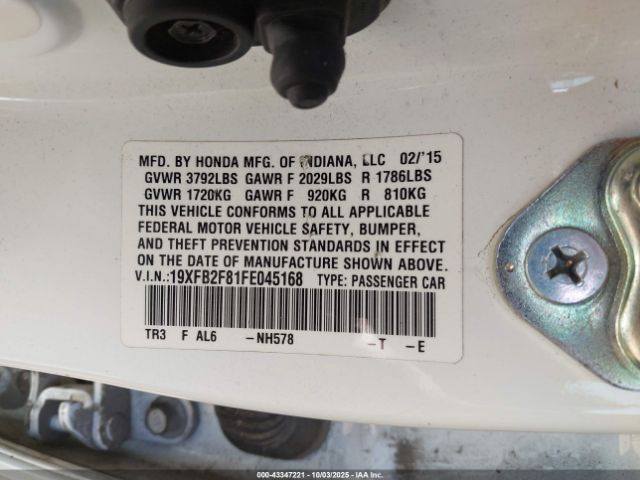 MFD. BY HONDA MFG. OF INDIANA, LLC 02/'15
GVWR 3792LBS GAWR F 2029LBS R 1786LBS
GVWR 1720KG GAWR F 920KG R 810KG
THIS VEHICLE CONFORMS TO ALL APPLICABLE
FEDERAL MOTOR VEHICLE SAFETY, BUMPER,
AND THEFT PREVENTION STANDARDS IN EFFECT
ON THE DATE OF MANUFACTURE SHOWN ABOVE.
V.I.N.:19XFB2F81FE045168 TYPE: PASSENGER CAR
TR3 F AL6 -NH578 -T -E
000-43347221 - 10/03/2025 - IAA Inc.